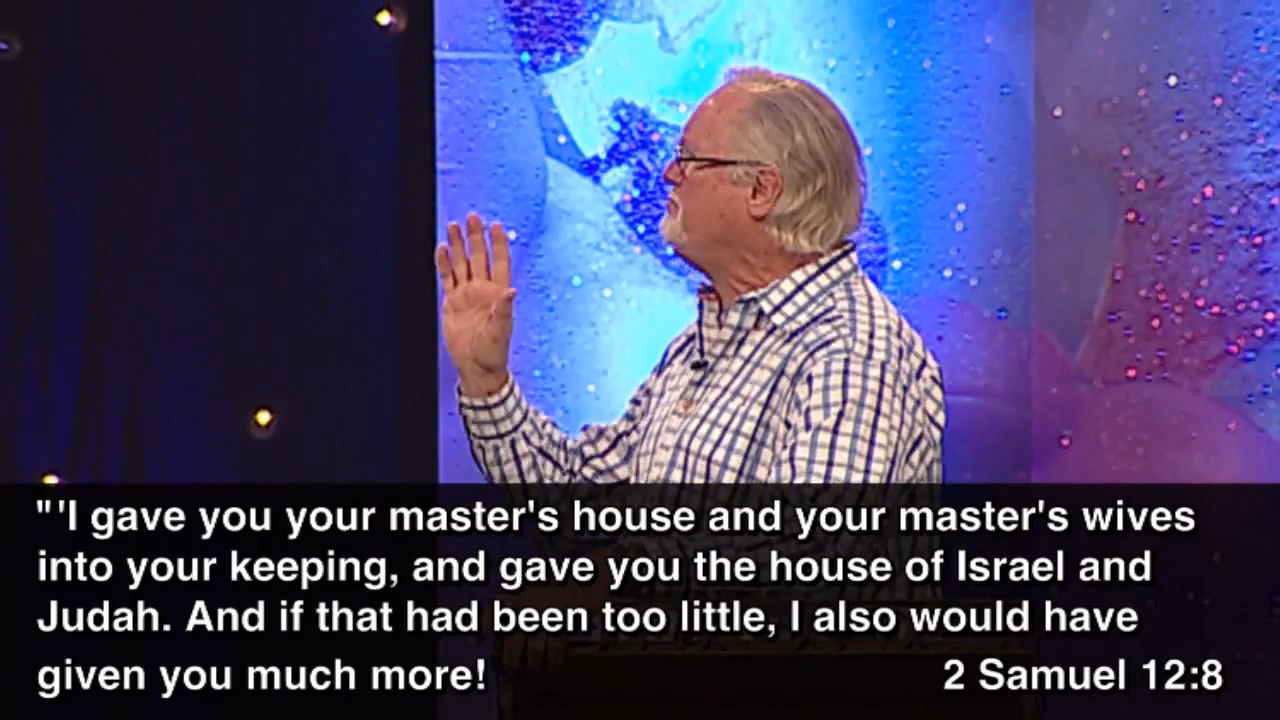 "'I gave you your master's house and your master's wives
into your keeping, and gave you the house of Israel and
Judah. And if that had been too little, I also would have
given you much more! 2 Samuel 12:8